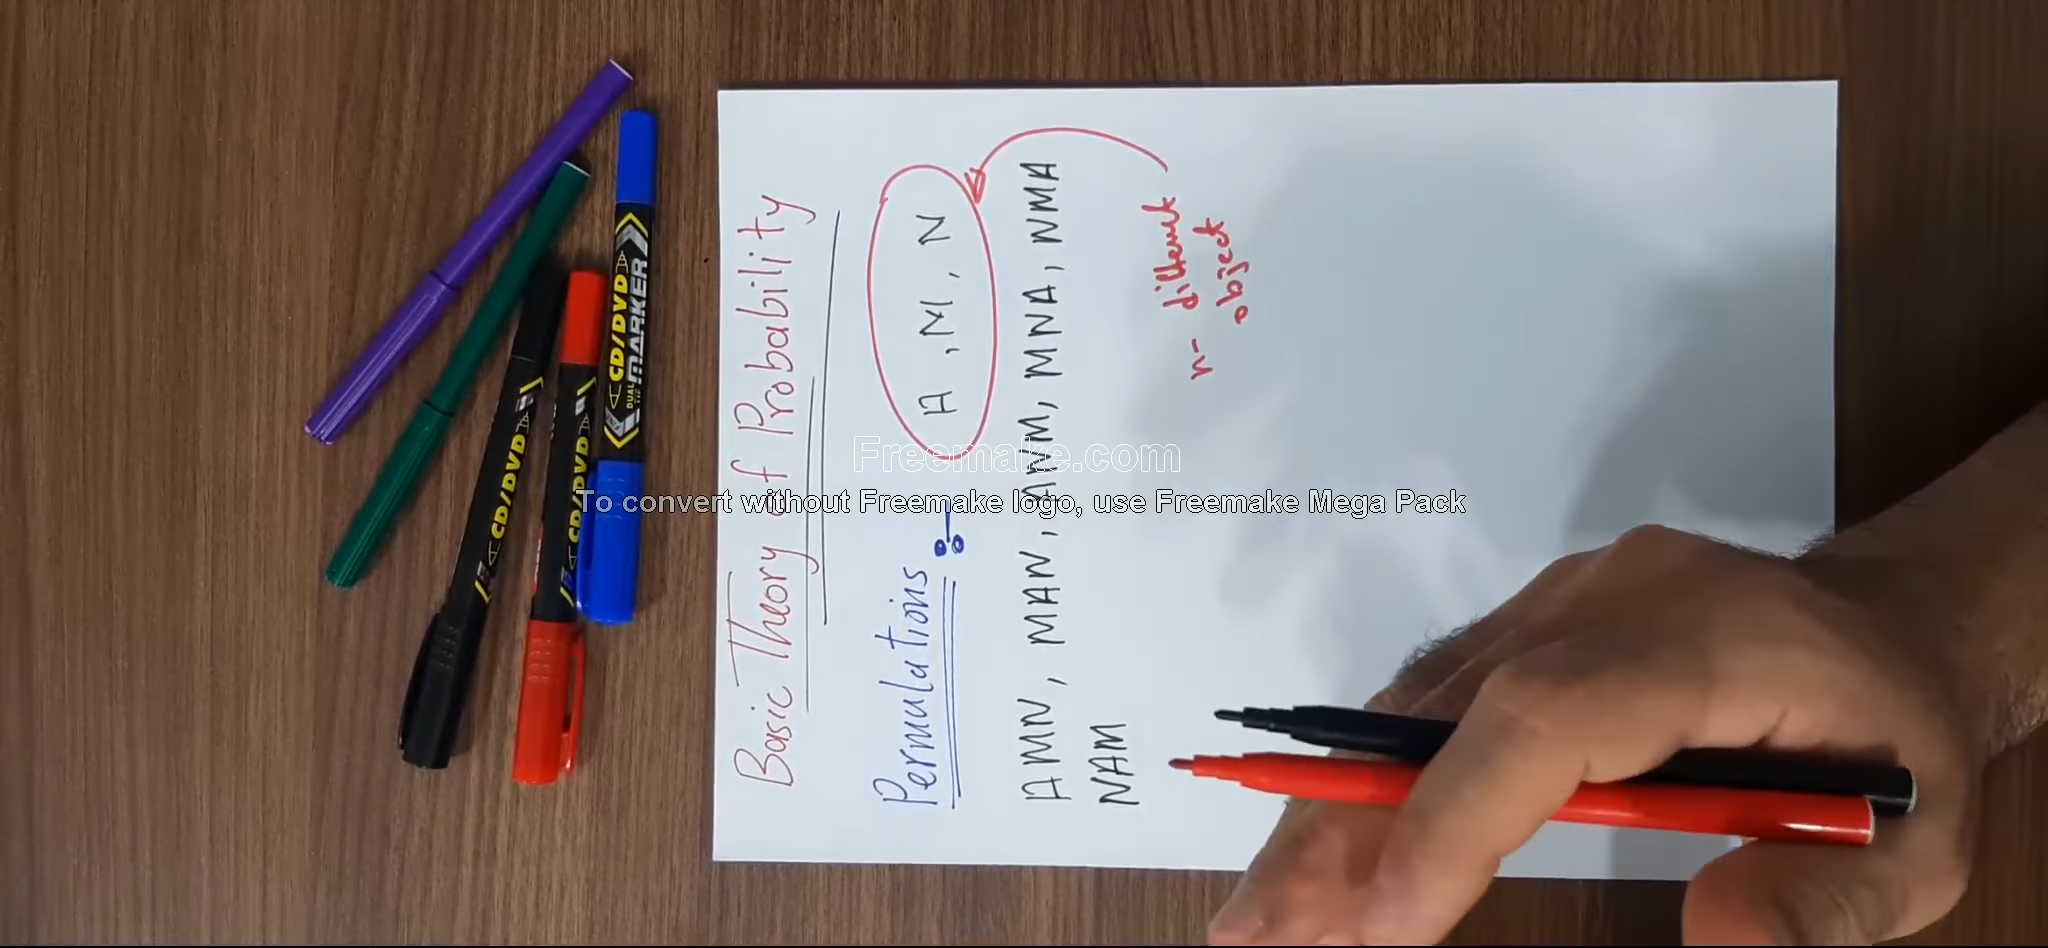 Basic Theory of Probability
Permulations :- A, M, N
AMN, MAN, ANM, MNA, NMA
NAM
n- different
object
CD/DVD
CD/DVD
CD/DVD
DUAL MARKER
Freemake.com
To convert without Freemake logo, use Freemake Mega Pack